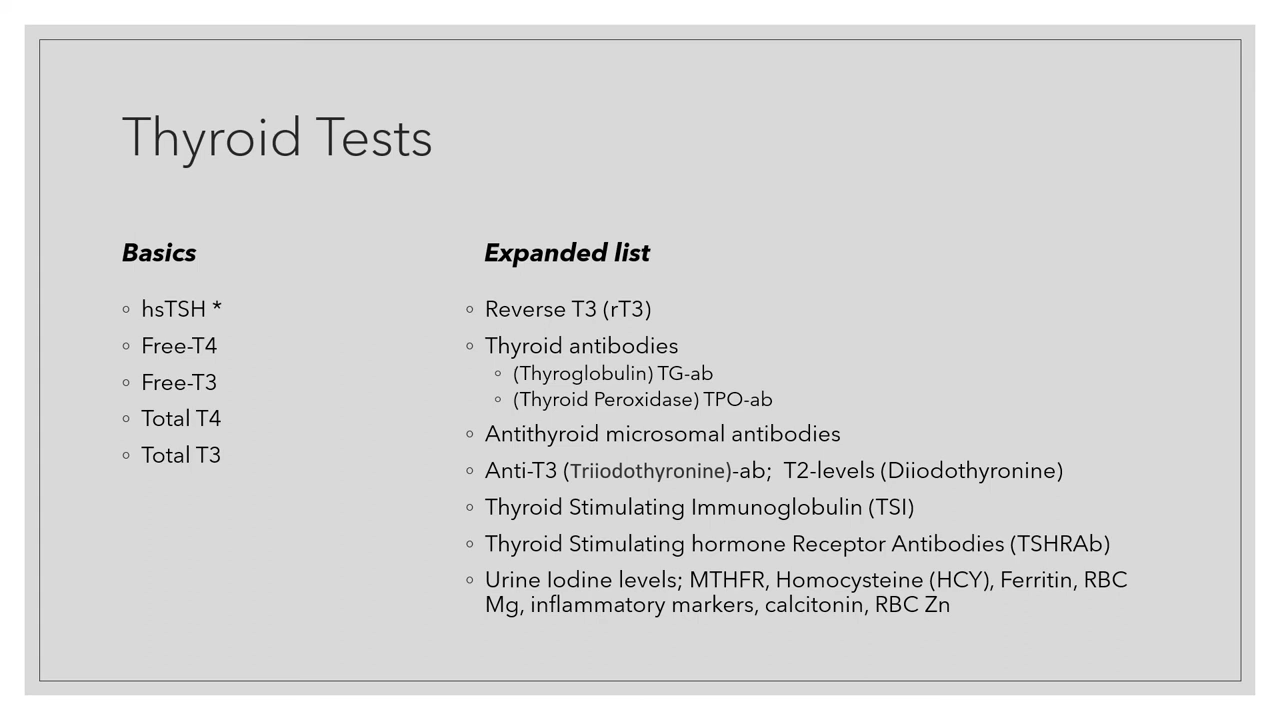 Thyroid Tests
Basics
hsTSH *
Free-T4
Free-T3
Total T4
Total T3
Expanded list
Reverse T3 (rT3)
Thyroid antibodies
(Thyroglobulin) TG-ab
(Thyroid Peroxidase) TPO-ab
Antithyroid microsomal antibodies
Anti-T3 (Triiodothyronine)-ab;  T2-levels (Diiodothyronine)
Thyroid Stimulating Immunoglobulin (TSI)
Thyroid Stimulating hormone Receptor Antibodies (TSHRAb)
Urine Iodine levels; MTHFR, Homocysteine (HCY), Ferritin, RBC
Mg, inflammatory markers, calcitonin, RBC Zn